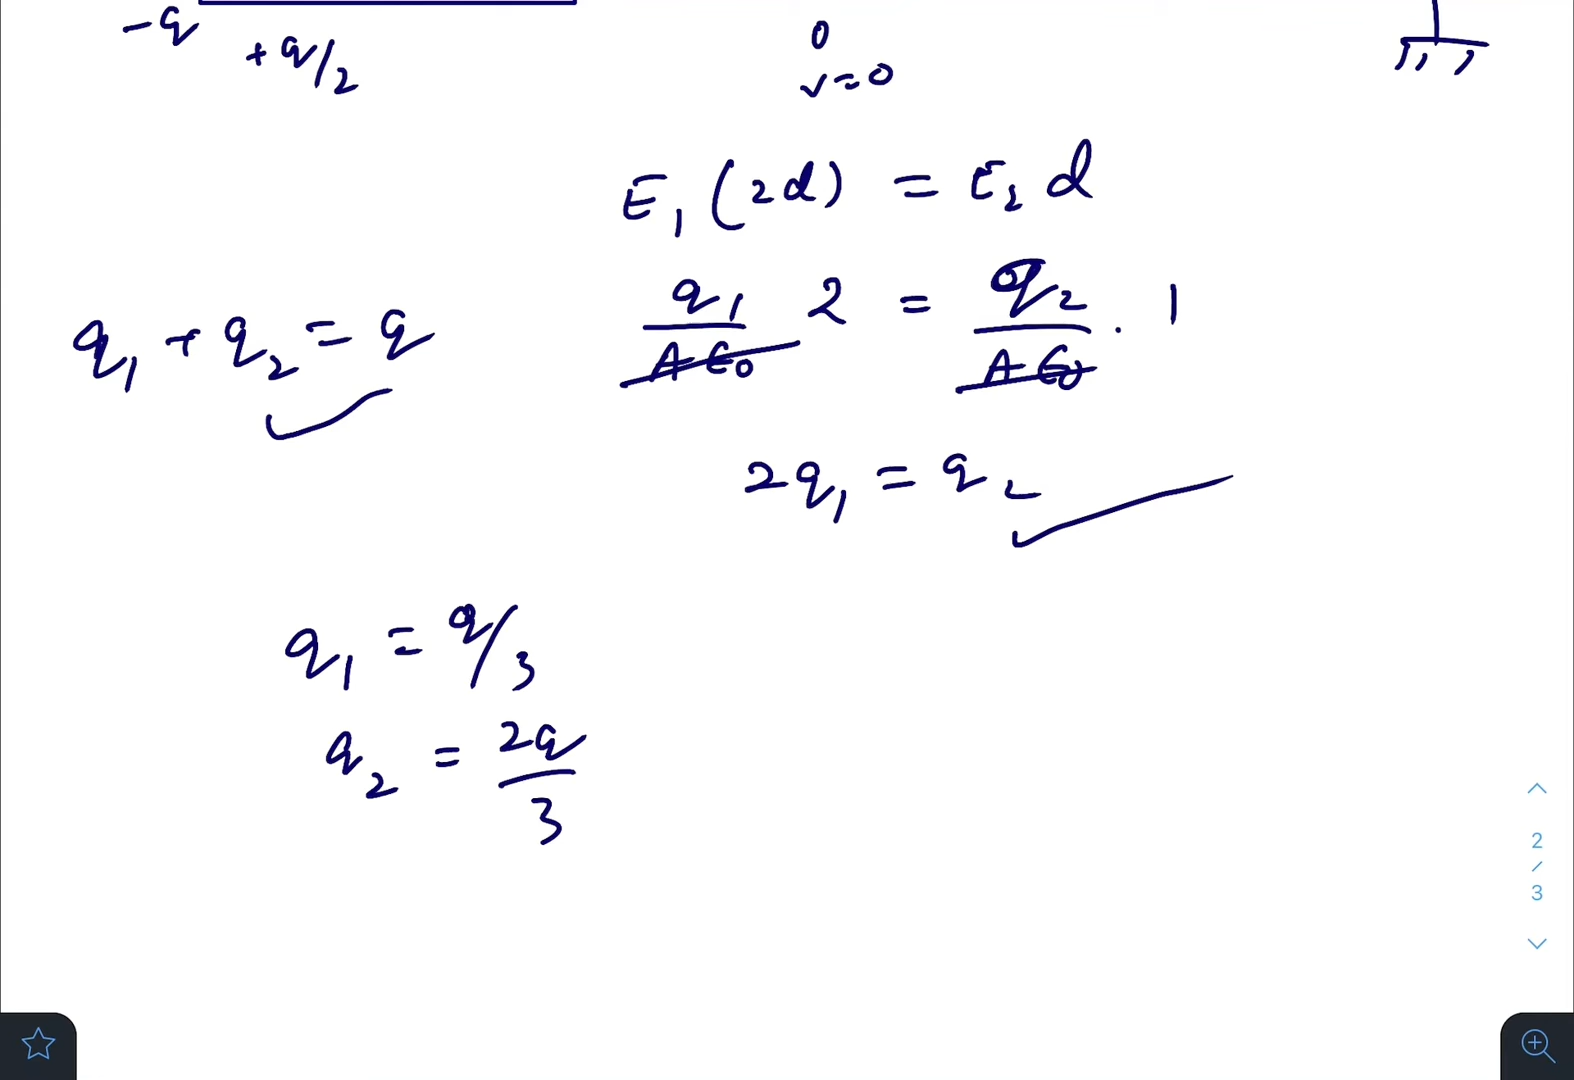 -q
+q/2
0
v=0
E₁(2d) = E₂ d
q₁/Aϵ₀ 2 = q₂/Aϵ₀ . 1
q₁ + q₂ = q
2q₁ = q₂
q₁ = q/3
q₂ = 2q/3
2
/
3